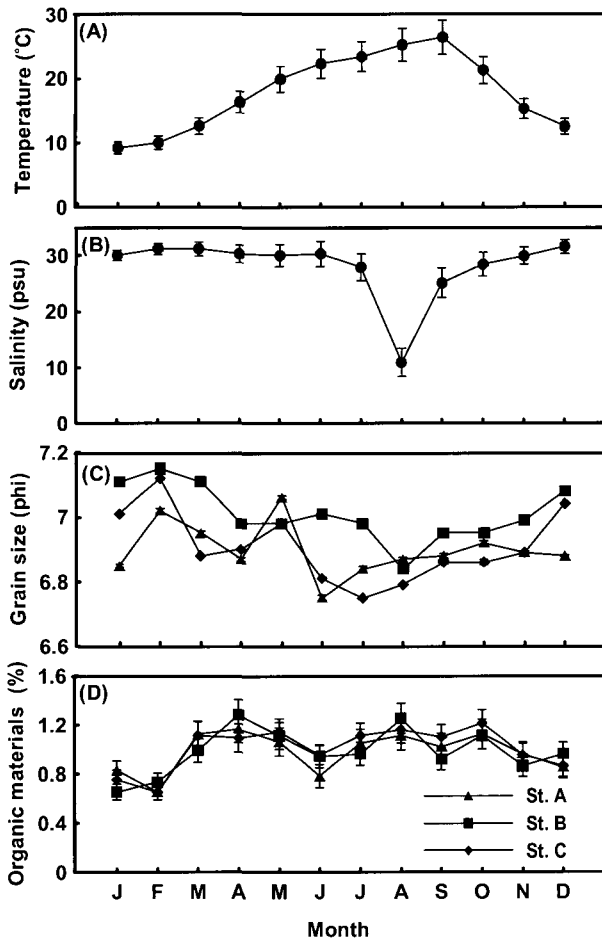 30
(A)
20
10
0
Temperature (°C)
(B)
30
20
10
0
Salinity (psu)
7.2
(C)
7
6.8
6.6
Grain size (phi)
1.6
(D)
1.2
0.8
0.4
0
Organic materials (%)
St. A
St. B
St. C
J F M A M J J A S O N D
Month